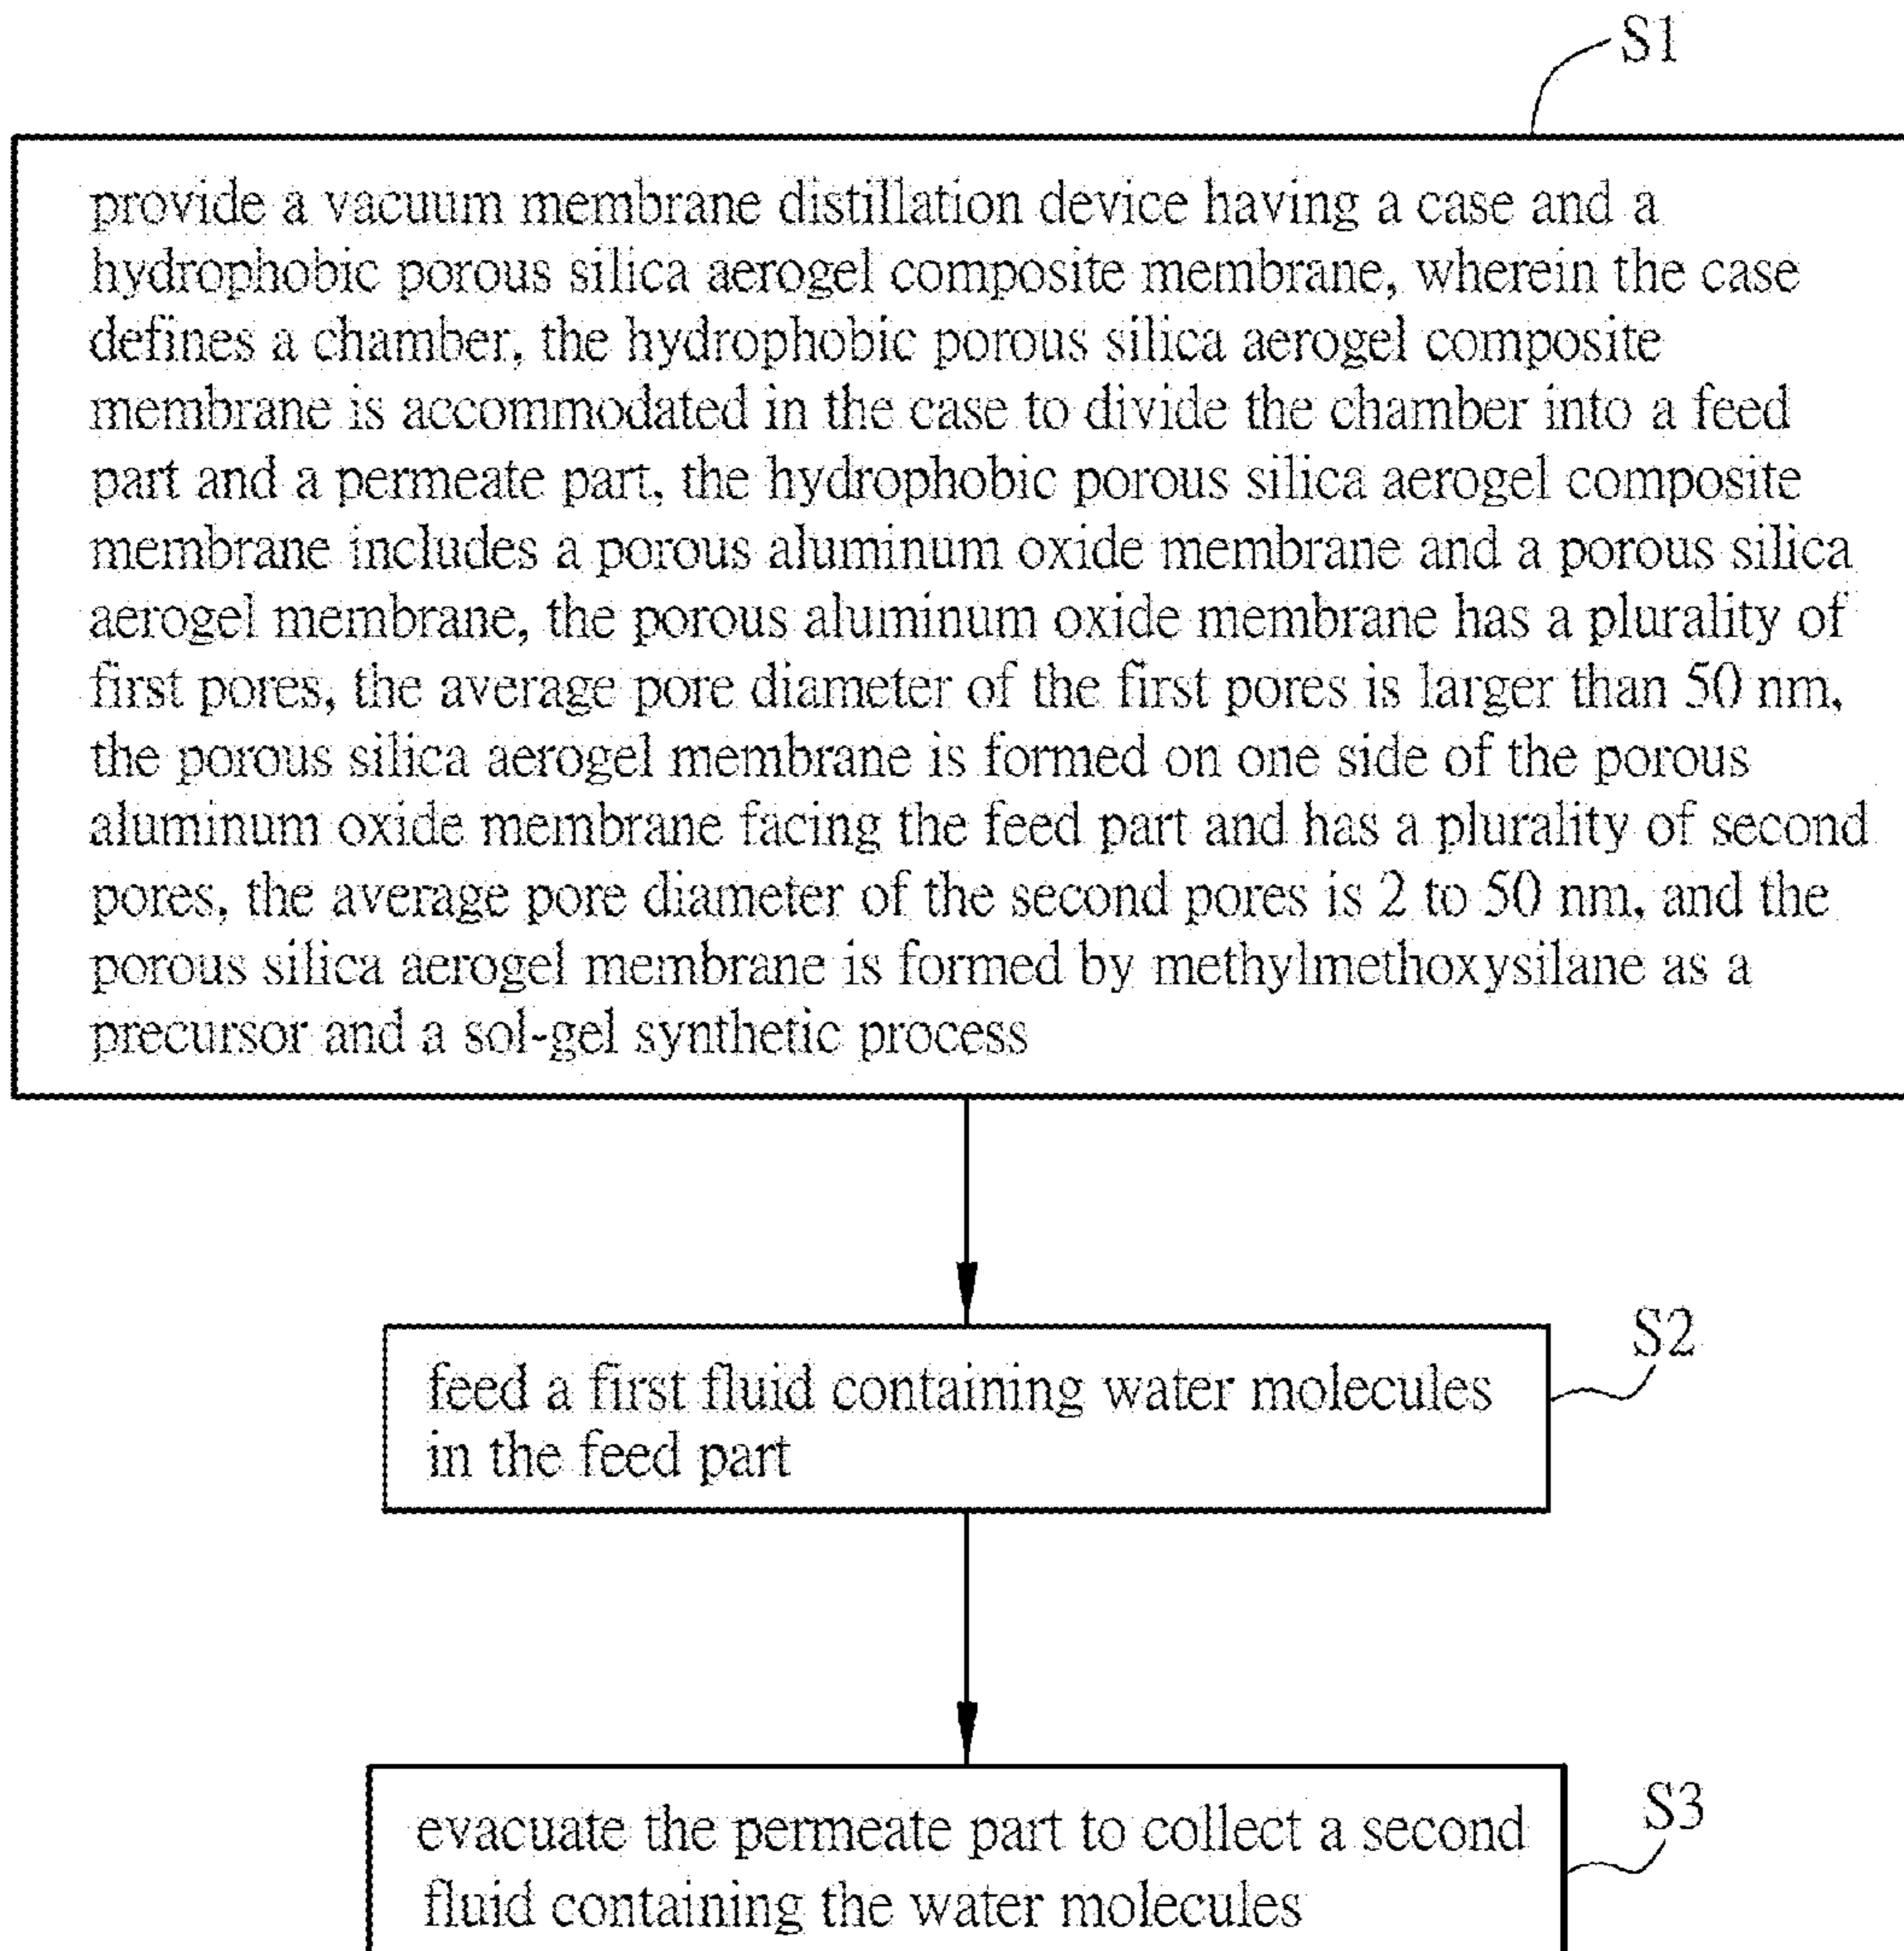 S1
provide a vacuum membrane distillation device having a case and a
hydrophobic porous silica aerogel composite membrane, wherein the case
defines a chamber, the hydrophobic porous silica aerogel composite
membrane is accommodated in the case to divide the chamber into a feed
part and a permeate part, the hydrophobic porous silica aerogel composite
membrane includes a porous aluminum oxide membrane and a porous silica
aerogel membrane, the porous aluminum oxide membrane has a plurality of
first pores, the average pore diameter of the first pores is larger than 50 nm,
the porous silica aerogel membrane is formed on one side of the porous
aluminum oxide membrane facing the feed part and has a plurality of second
pores, the average pore diameter of the second pores is 2 to 50 nm, and the
porous silica aerogel membrane is formed by methylmethoxysilane as a
precursor and a sol-gel synthetic process
S2
feed a first fluid containing water molecules
in the feed part
S3
evacuate the permeate part to collect a second
fluid containing the water molecules